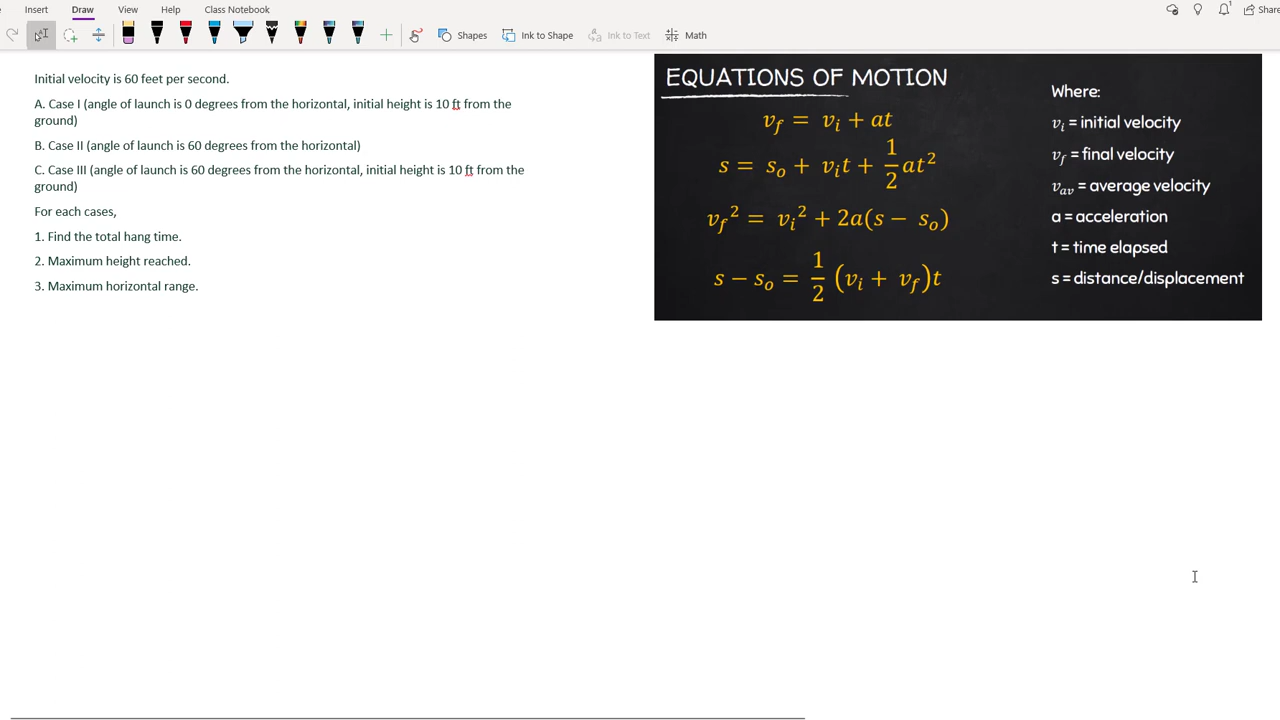 Insert Draw View Help Class Notebook
Share
Shapes Ink to Shape Ink to Text Math
Initial velocity is 60 feet per second.
A. Case I (angle of launch is 0 degrees from the horizontal, initial height is 10 ft from the
ground)
B. Case II (angle of launch is 60 degrees from the horizontal)
C. Case III (angle of launch is 60 degrees from the horizontal, initial height is 10 ft from the
ground)
For each cases,
1. Find the total hang time.
2. Maximum height reached.
3. Maximum horizontal range.
EQUATIONS OF MOTION
v_f = v_i + at
s = s_o + v_i t + 1/2 at²
v_f² = v_i² + 2a(s − s_o)
s − s_o = 1/2 (v_i + v_f)t
Where:
v_i = initial velocity
v_f = final velocity
v_av = average velocity
a = acceleration
t = time elapsed
s = distance/displacement